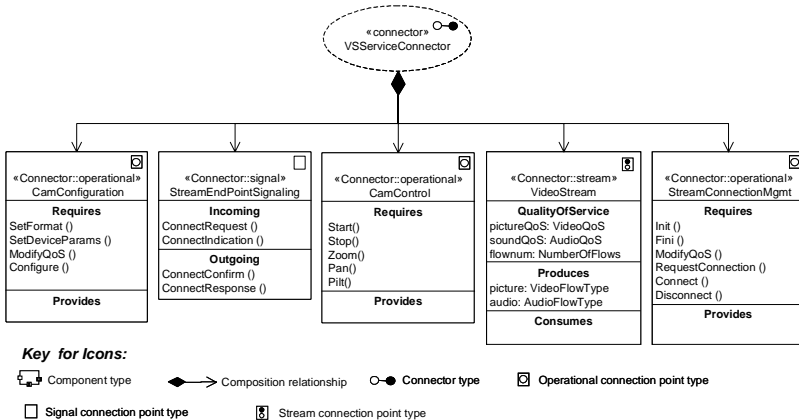 «connector»
VSServiceConnector
«Connector::operational»
CamConfiguration
Requires
SetFormat ()
SetDeviceParams ()
ModifyQoS ()
Configure ()
Provides
«Connector::signal»
StreamEndPointSignaling
Incoming
ConnectRequest ()
ConnectIndication ()
Outgoing
ConnectConfirm ()
ConnectResponse ()
«Connector::operational»
CamControl
Requires
Start()
Stop()
Zoom()
Pan()
Pilt()
Provides
«Connector::stream»
VideoStream
QualityOfService
pictureQoS: VideoQoS
soundQoS: AudioQoS
flownum: NumberOfFlows
Produces
picture: VideoFlowType
audio: AudioFlowType
Consumes
«Connector::operational»
StreamConnectionMgmt
Requires
Init ()
Fini ()
ModifyQoS ()
RequestConnection ()
Connect ()
Disconnect ()
Provides
Key for Icons:
Component type
Composition relationship
Connector type
Operational connection point type
Signal connection point type
Stream connection point type